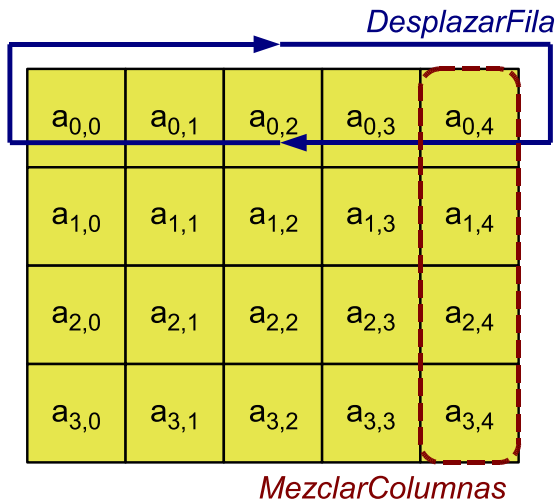 DesplazarFila
a0,0 a0,1 a0,2 a0,3 a0,4
a1,0 a1,1 a1,2 a1,3 a1,4
a2,0 a2,1 a2,2 a2,3 a2,4
a3,0 a3,1 a3,2 a3,3 a3,4
MezclarColumnas